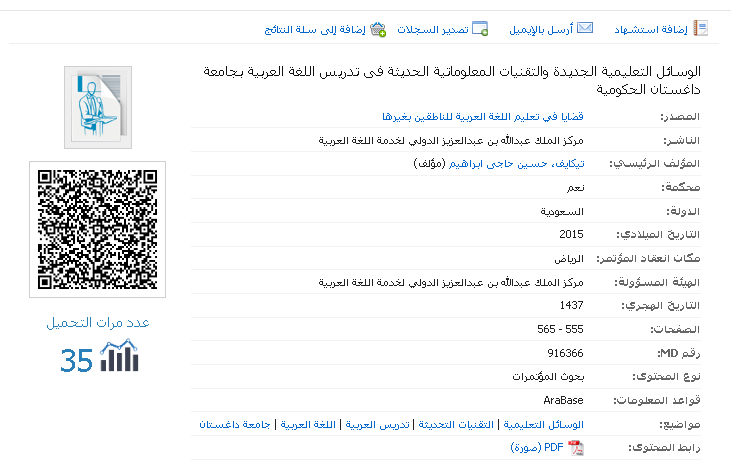 إضافة استشهاد أرسل بالإيميل تصدير السجلات إضافة إلى سلة النتائج
الوسائل التعليمية الجديدة والتقنيات المعلوماتية الحديثة فى تدريس اللغة العربية بجامعة
داغستان الحكومية
المصدر: قضايا في تعليم اللغة العربية للناطقين بغيرها
الناشر: مركز الملك عبدالله بن عبدالعزيز الدولي لخدمة اللغة العربية
المؤلف الرئيسي: تيكايف، حسين حاجى ابراهيم (مؤلف)
محكمة: نعم
الدولة: السعودية
التاريخ الميلادي: 2015
مكان انعقاد المؤتمر: الرياض
الهيئة المسؤولة: مركز الملك عبدالله بن عبدالعزيز الدولي لخدمة اللغة العربية
التاريخ الهجري: 1437
الصفحات: 555 - 565
رقم MD: 916366
نوع المحتوى: بحوث المؤتمرات
قواعد المعلومات: AraBase
مواضيع: الوسائل التعليمية | التقنيات التحديثة | تدريس العربية | اللغة العربية | جامعة داغستان
رابط المحتوى: PDF (صورة)
عدد مرات التحميل
35